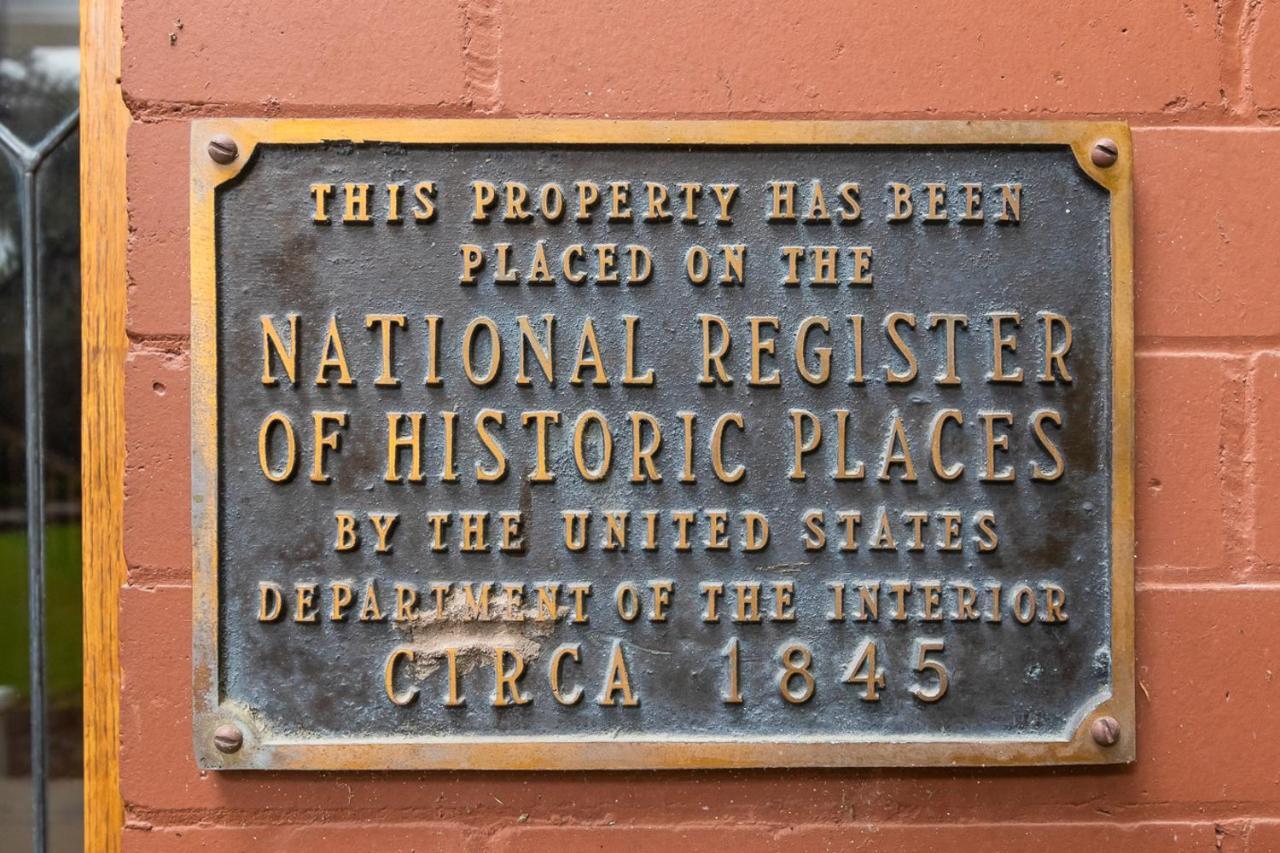 THIS PROPERTY HAS BEEN
PLACED ON THE
NATIONAL REGISTER
OF HISTORIC PLACES
BY THE UNITED STATES
DEPARTMENT OF THE INTERIOR
CIRCA 1845